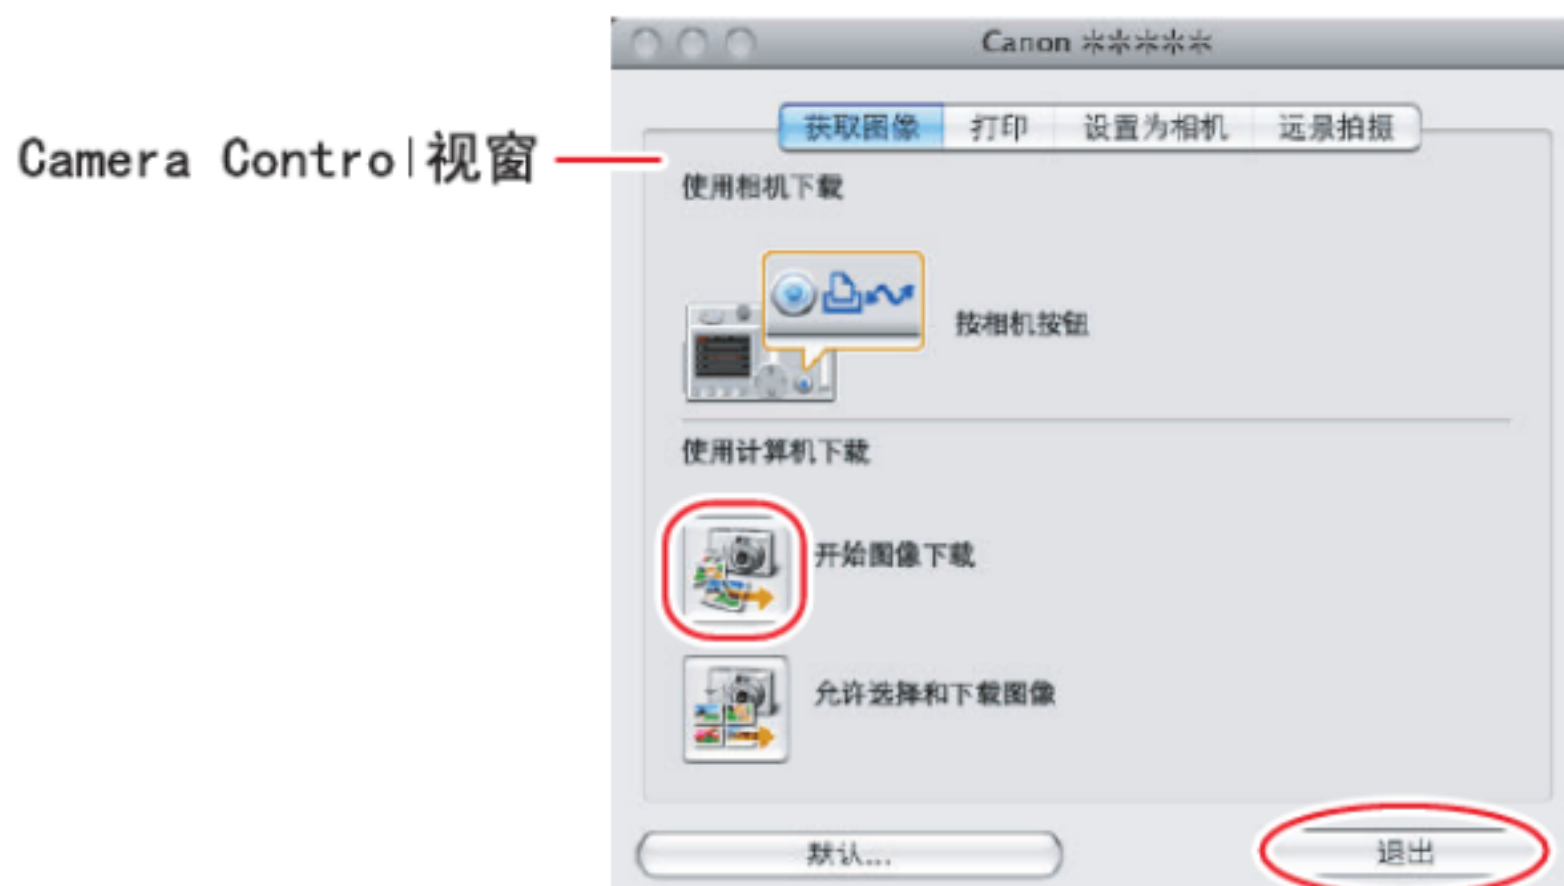 Canon ＊＊＊＊＊
Camera Control视窗
获取图像 打印 设置为相机 远景拍摄
使用相机下载
按相机按钮
使用计算机下载
开始图像下载
允许选择和下载图像
默认... 退出